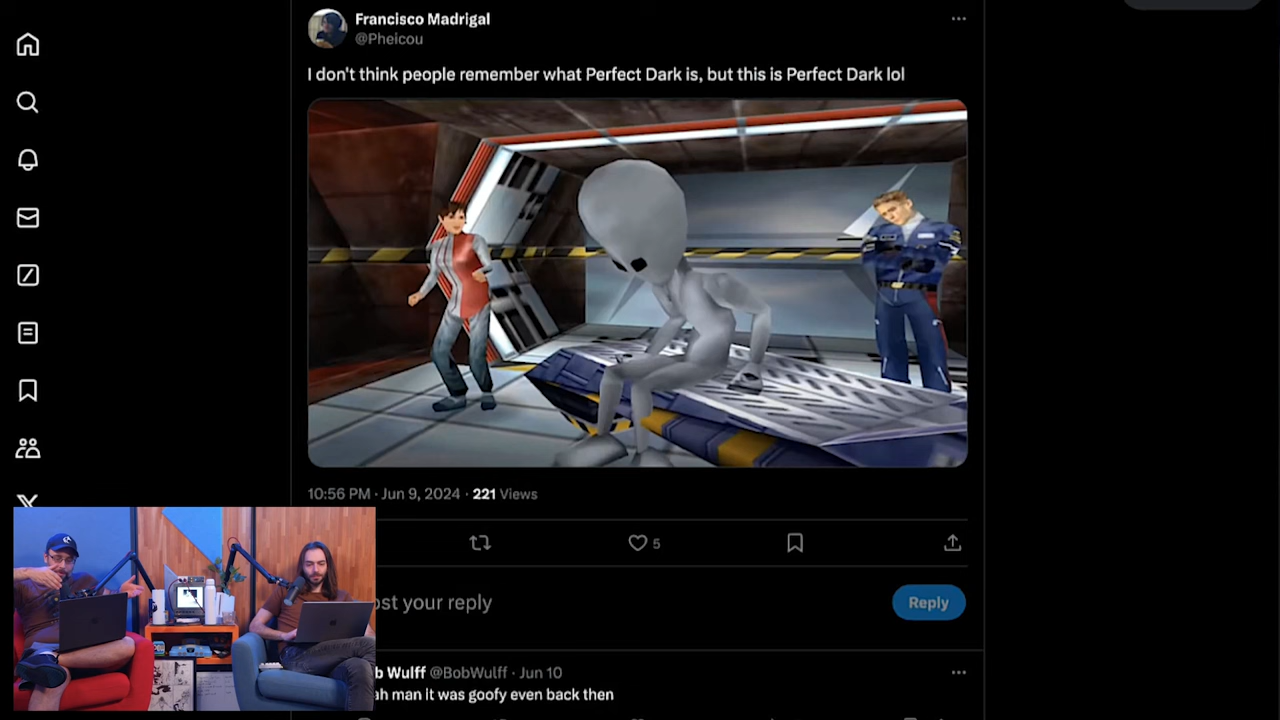 Francisco Madrigal
@Pheicou
I don't think people remember what Perfect Dark is, but this is Perfect Dark lol
10:56 PM · Jun 9, 2024 · 221 Views
5
ost your reply
Reply
b Wulff @BobWulff · Jun 10
ah man it was goofy even back then